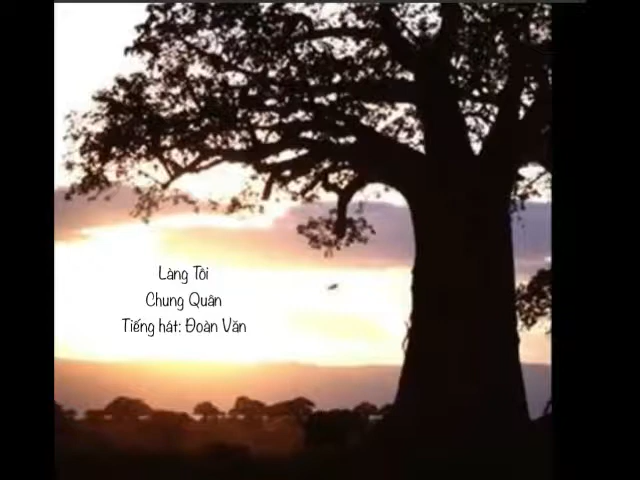 Làng Tôi
Chung Quân
Tiếng hát: Đoàn Văn